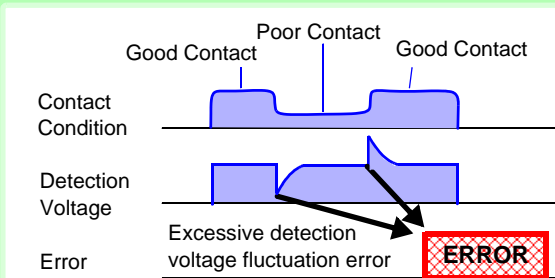 Poor Contact
Good Contact
Good Contact
Contact
Condition
Detection
Voltage
Excessive detection
voltage fluctuation error
Error
ERROR